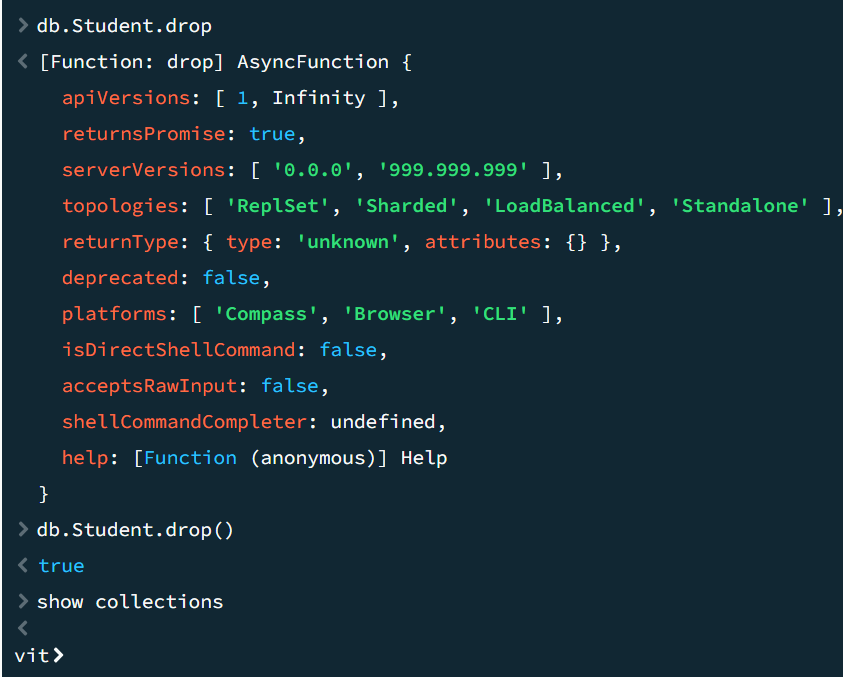 > db.Student.drop
< [Function: drop] AsyncFunction {
apiVersions: [ 1, Infinity ],
returnsPromise: true,
serverVersions: [ '0.0.0', '999.999.999' ],
topologies: [ 'ReplSet', 'Sharded', 'LoadBalanced', 'Standalone' ],
returnType: { type: 'unknown', attributes: {} },
deprecated: false,
platforms: [ 'Compass', 'Browser', 'CLI' ],
isDirectShellCommand: false,
acceptsRawInput: false,
shellCommandCompleter: undefined,
help: [Function (anonymous)] Help
}
> db.Student.drop()
< true
> show collections
<
vit>